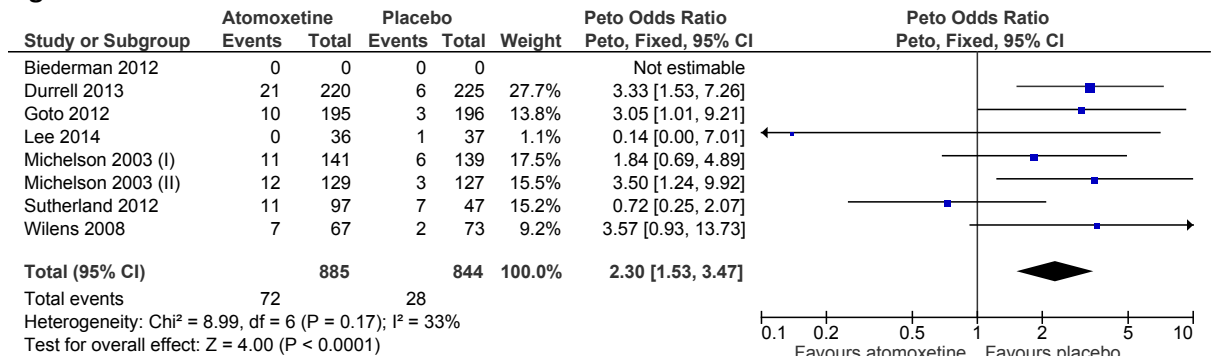 Atomoxetine Placebo Peto Odds Ratio Peto Odds Ratio
Study or Subgroup Events Total Events Total Weight Peto, Fixed, 95% CI Peto, Fixed, 95% CI
Biederman 2012 0 0 0 0 Not estimable
Durrell 2013 21 220 6 225 27.7% 3.33 [1.53, 7.26]
Goto 2012 10 195 3 196 13.8% 3.05 [1.01, 9.21]
Lee 2014 0 36 1 37 1.1% 0.14 [0.00, 7.01]
Michelson 2003 (I) 11 141 6 139 17.5% 1.84 [0.69, 4.89]
Michelson 2003 (II) 12 129 3 127 15.5% 3.50 [1.24, 9.92]
Sutherland 2012 11 97 7 47 15.2% 0.72 [0.25, 2.07]
Wilens 2008 7 67 2 73 9.2% 3.57 [0.93, 13.73]
Total (95% CI) 885 844 100.0% 2.30 [1.53, 3.47]
Total events 72 28
Heterogeneity: Chi² = 8.99, df = 6 (P = 0.17); I² = 33%
Test for overall effect: Z = 4.00 (P < 0.0001)
0.1 0.2 0.5 1 2 5 10
Favours atomoxetine Favours placebo